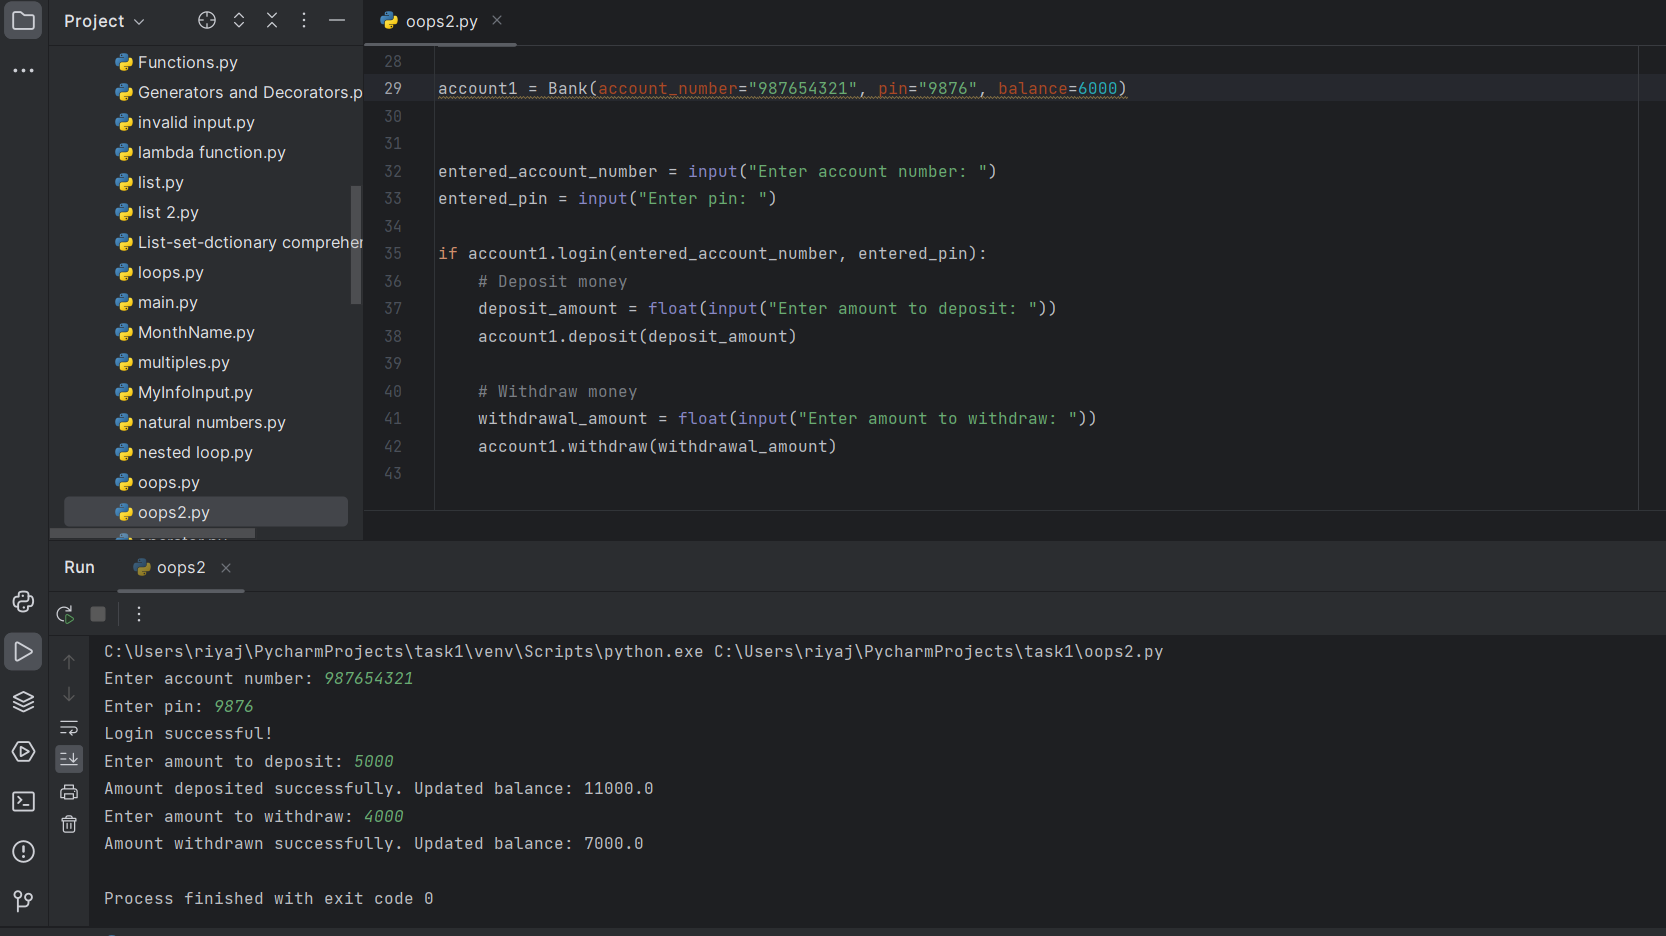 Project
Functions.py
Generators and Decorators.p
invalid input.py
lambda function.py
list.py
list 2.py
List-set-dctionary comprehen
loops.py
main.py
MonthName.py
multiples.py
MyInfoInput.py
natural numbers.py
nested loop.py
oops.py
oops2.py
oops2.py
28
29 account1 = Bank(account_number="987654321", pin="9876", balance=6000)
30
31
32 entered_account_number = input("Enter account number: ")
33 entered_pin = input("Enter pin: ")
34
35 if account1.login(entered_account_number, entered_pin):
36 # Deposit money
37 deposit_amount = float(input("Enter amount to deposit: "))
38 account1.deposit(deposit_amount)
39
40 # Withdraw money
41 withdrawal_amount = float(input("Enter amount to withdraw: "))
42 account1.withdraw(withdrawal_amount)
43
Run oops2
C:\Users\riyaj\PycharmProjects\task1\venv\Scripts\python.exe C:\Users\riyaj\PycharmProjects\task1\oops2.py
Enter account number: 987654321
Enter pin: 9876
Login successful!
Enter amount to deposit: 5000
Amount deposited successfully. Updated balance: 11000.0
Enter amount to withdraw: 4000
Amount withdrawn successfully. Updated balance: 7000.0
Process finished with exit code 0